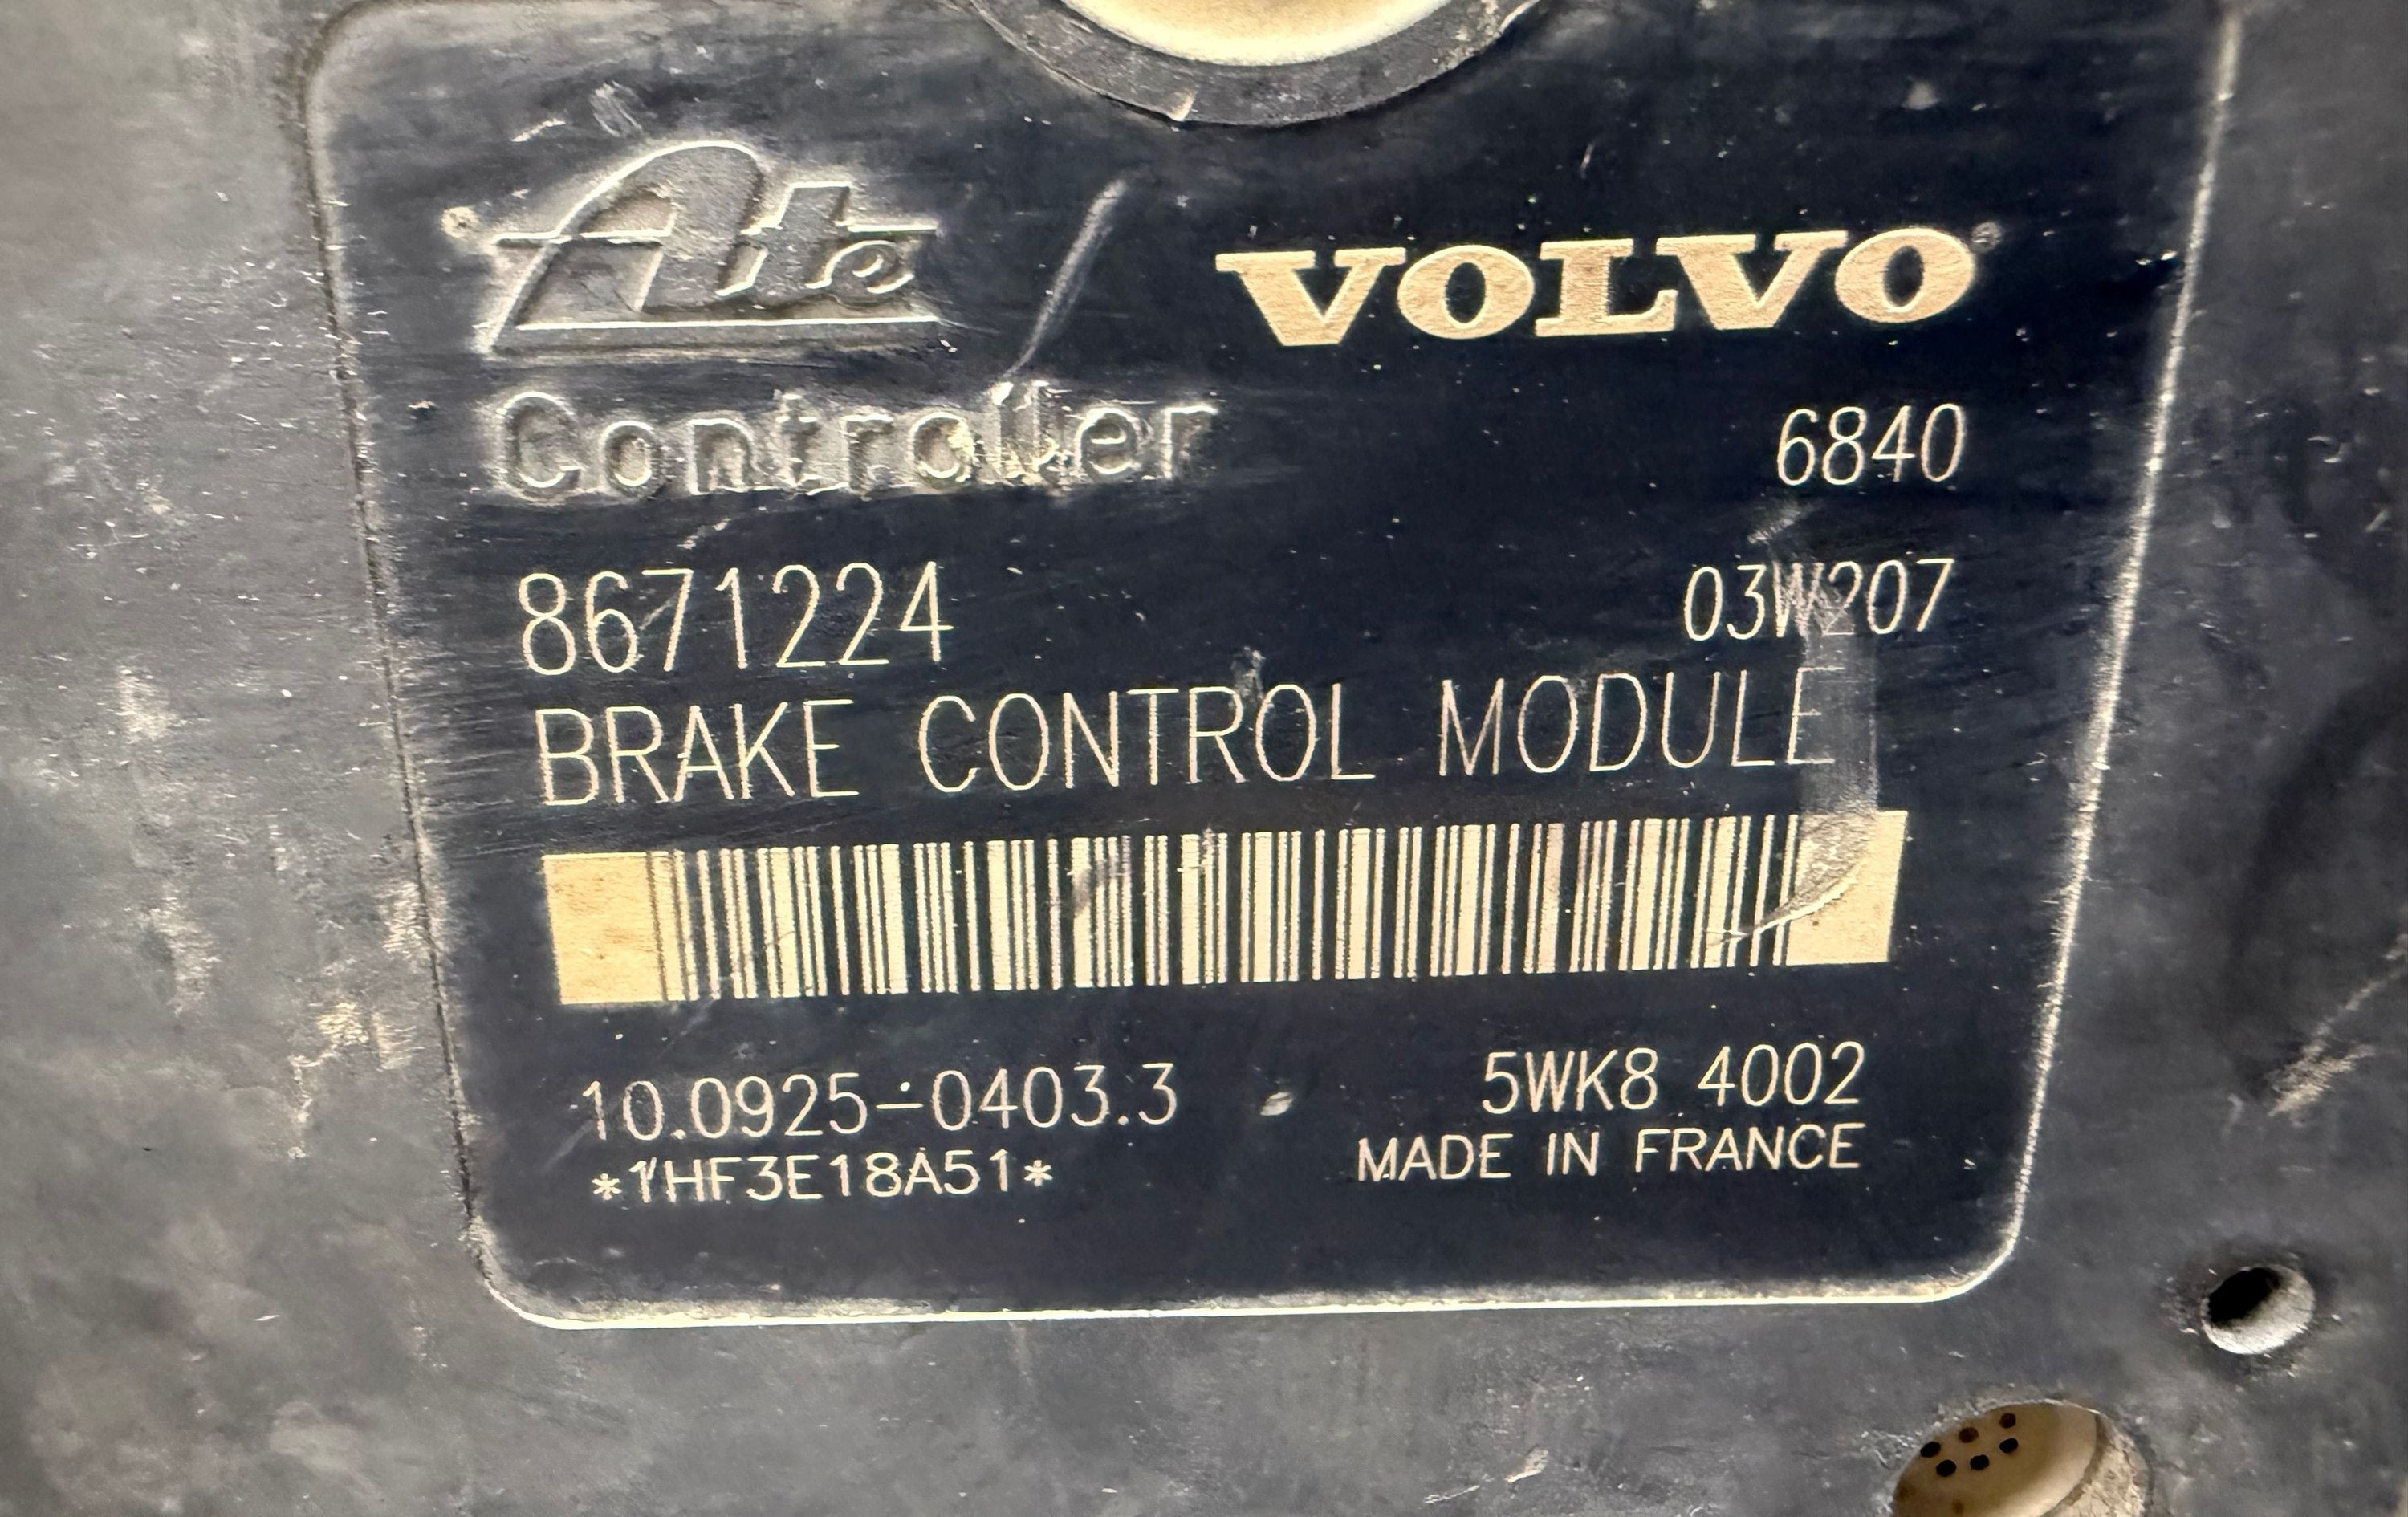 Ate
VOLVO®
Controller
6840
8671224
03W207
BRAKE CONTROL MODULE
10.0925-0403.3
5WK8 4002
*1HF3E18A51*
MADE IN FRANCE